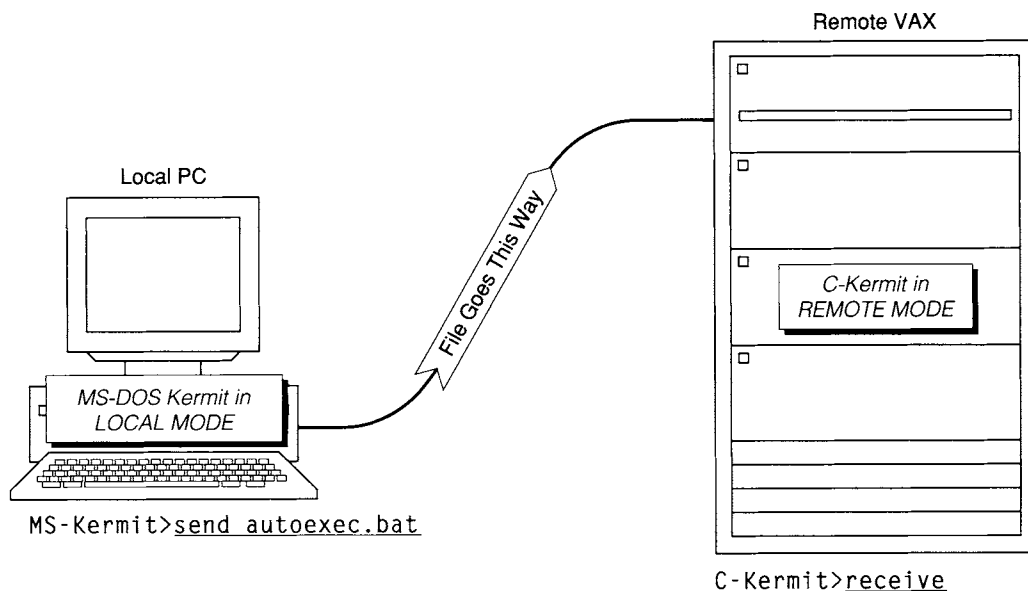 Remote VAX
Local PC
File Goes This Way
C-Kermit in
REMOTE MODE
MS-DOS Kermit in
LOCAL MODE
MS-Kermit>send autoexec.bat
C-Kermit>receive